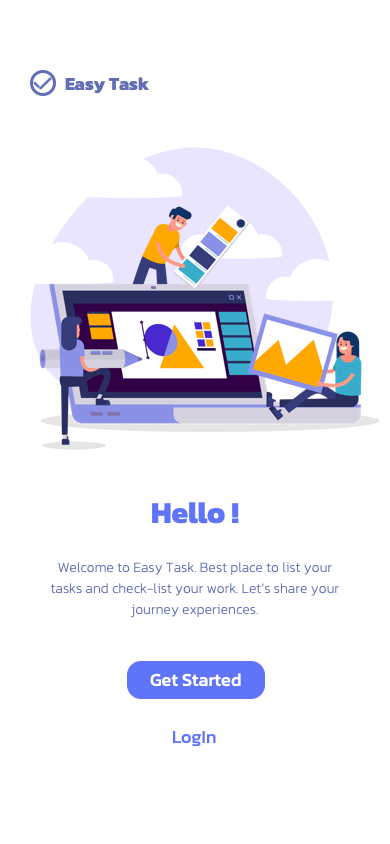 Easy Task
Hello !
Welcome to Easy Task. Best place to list your
tasks and check-list your work. Let's share your
journey experiences.
Get Started
LogIn